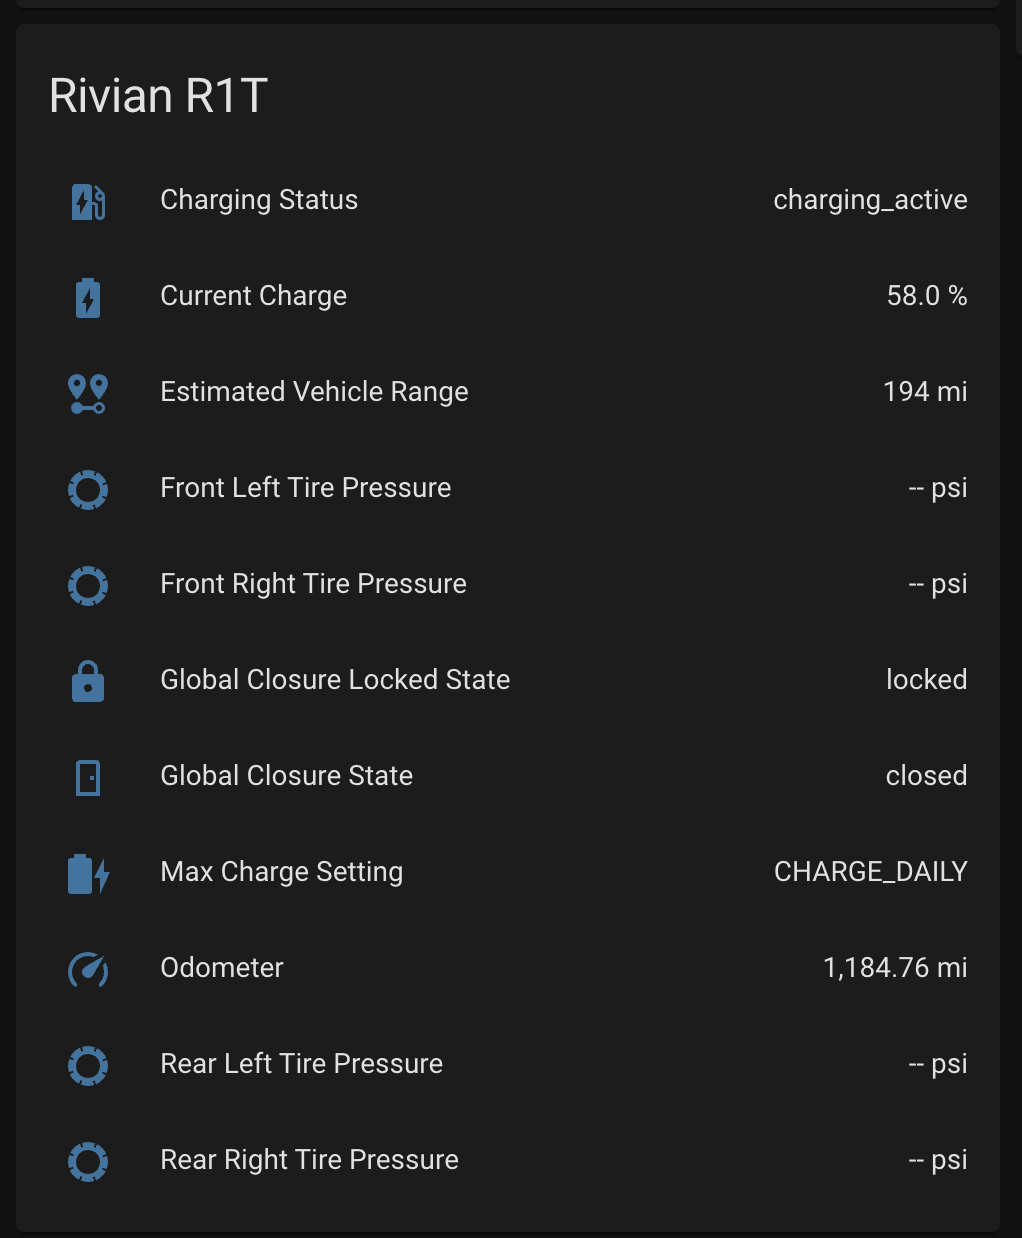 Rivian R1T
Charging Status charging_active
Current Charge 58.0 %
Estimated Vehicle Range 194 mi
Front Left Tire Pressure -- psi
Front Right Tire Pressure -- psi
Global Closure Locked State locked
Global Closure State closed
Max Charge Setting CHARGE_DAILY
Odometer 1,184.76 mi
Rear Left Tire Pressure -- psi
Rear Right Tire Pressure -- psi